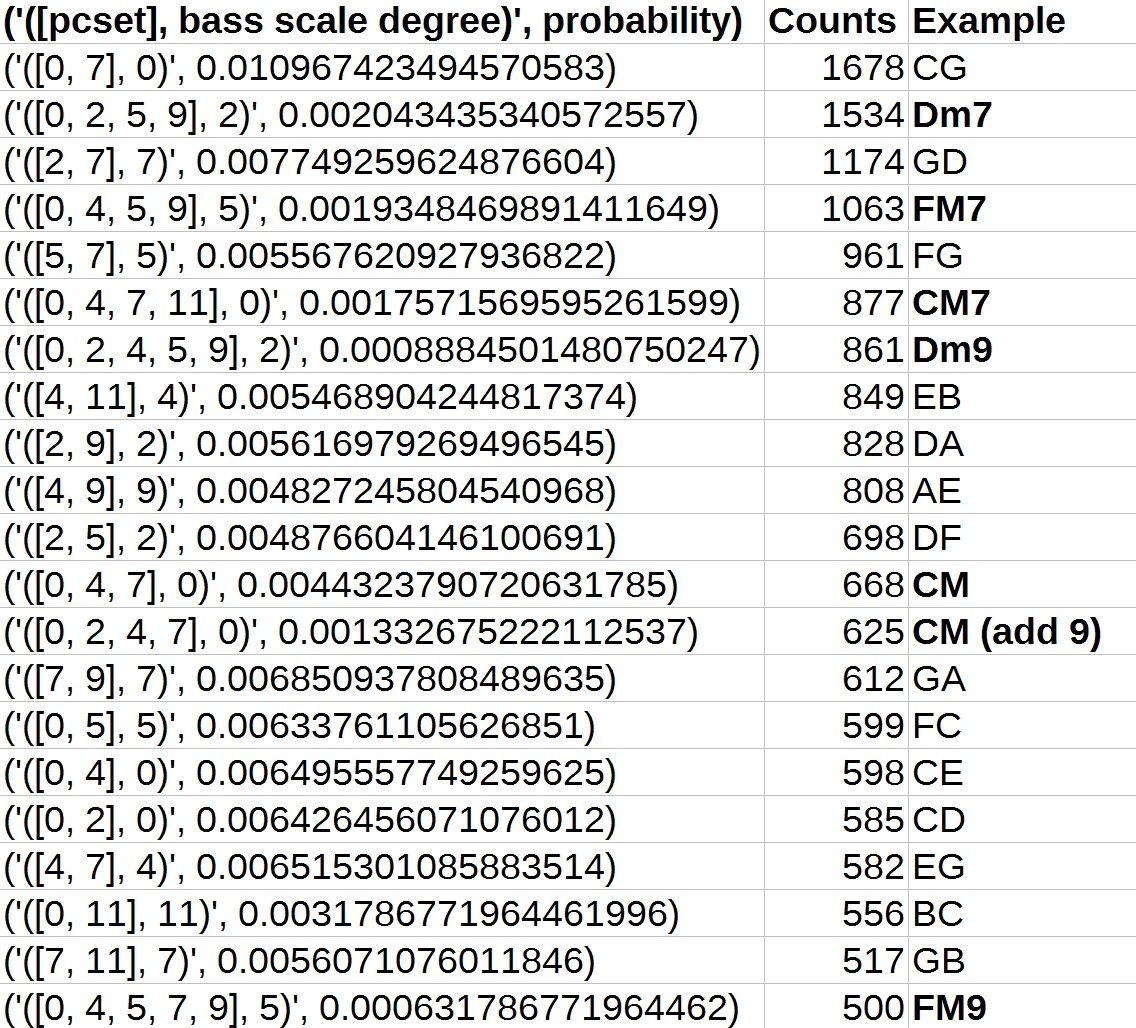 ('([pcset], bass scale degree)', probability) Counts Example
('([0, 7], 0)', 0.010967423494570583) 1678 CG
('([0, 2, 5, 9], 2)', 0.002043435340572557) 1534 Dm7
('([2, 7], 7)', 0.007749259624876604) 1174 GD
('([0, 4, 5, 9], 5)', 0.0019348469891411649) 1063 FM7
('([5, 7], 5)', 0.005567620927936822) 961 FG
('([0, 4, 7, 11], 0)', 0.0017571569595261599) 877 CM7
('([0, 2, 4, 5, 9], 2)', 0.0008884501480750247) 861 Dm9
('([4, 11], 4)', 0.005468904244817374) 849 EB
('([2, 9], 2)', 0.005616979269496545) 828 DA
('([4, 9], 9)', 0.004827245804540968) 808 AE
('([2, 5], 2)', 0.004876604146100691) 698 DF
('([0, 4, 7], 0)', 0.0044323790720631785) 668 CM
('([0, 2, 4, 7], 0)', 0.001332675222112537) 625 CM (add 9)
('([7, 9], 7)', 0.006850937808489635) 612 GA
('([0, 5], 5)', 0.00633761105626851) 599 FC
('([0, 4], 0)', 0.006495557749259625) 598 CE
('([0, 2], 0)', 0.006426456071076012) 585 CD
('([4, 7], 4)', 0.006515301085883514) 582 EG
('([0, 11], 11)', 0.0031786771964461996) 556 BC
('([7, 11], 7)', 0.0056071076011846) 517 GB
('([0, 4, 5, 7, 9], 5)', 0.000631786771964462) 500 FM9